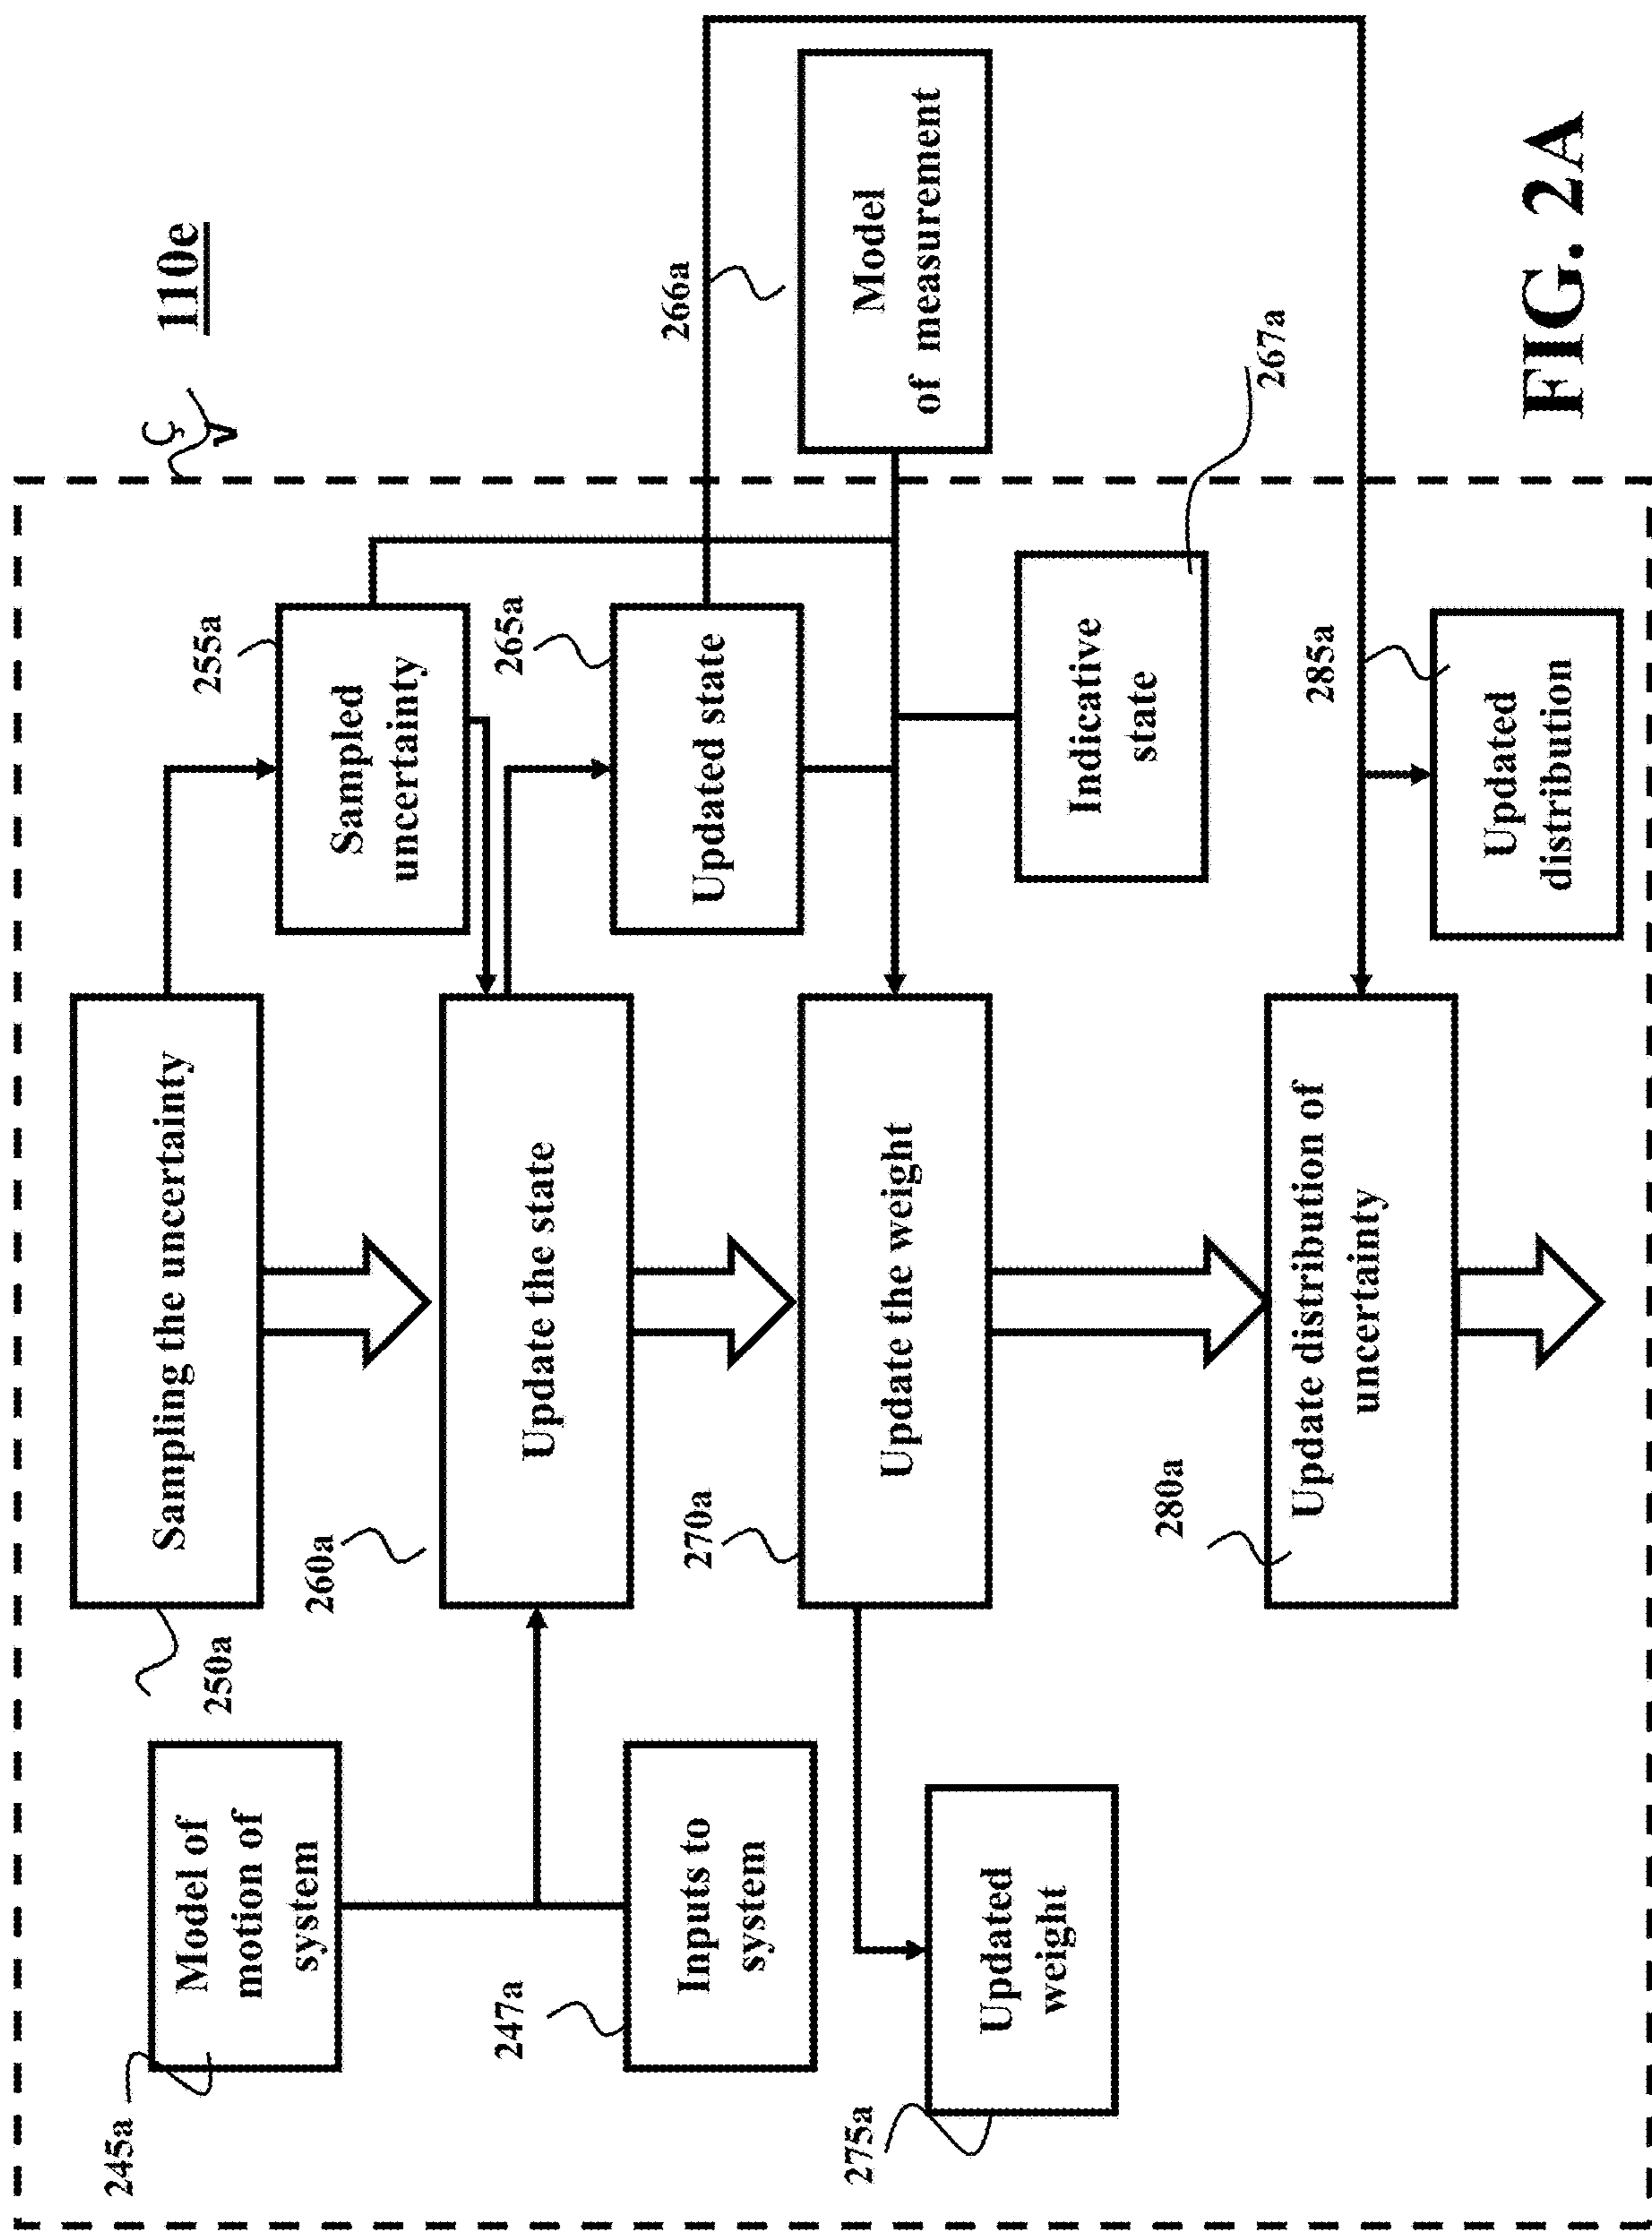 110e
245a
Model of
motion of
system
250a
Sampling the uncertainty
255a
Sampled
uncertainty
247a
Inputs to
system
260a
Update the state
265a
Updated state
266a
Model
of measurement
275a
Updated
weight
270a
Update the weight
Indicative
state
267a
280a
Update distribution of
uncertainty
285a
Updated
distribution
FIG. 2A